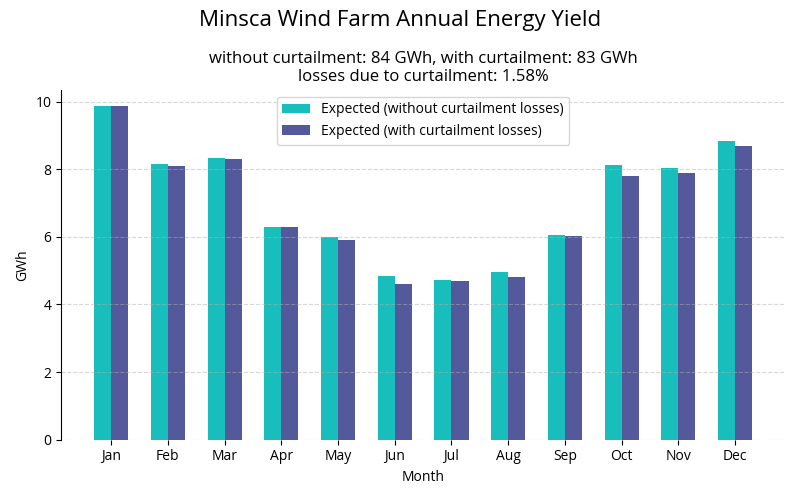 Minsca Wind Farm Annual Energy Yield
without curtailment: 84 GWh, with curtailment: 83 GWh
losses due to curtailment: 1.58%
Expected (without curtailment losses)
Expected (with curtailment losses)
GWh
10
8
6
4
2
0
Jan Feb Mar Apr May Jun Jul Aug Sep Oct Nov Dec
Month